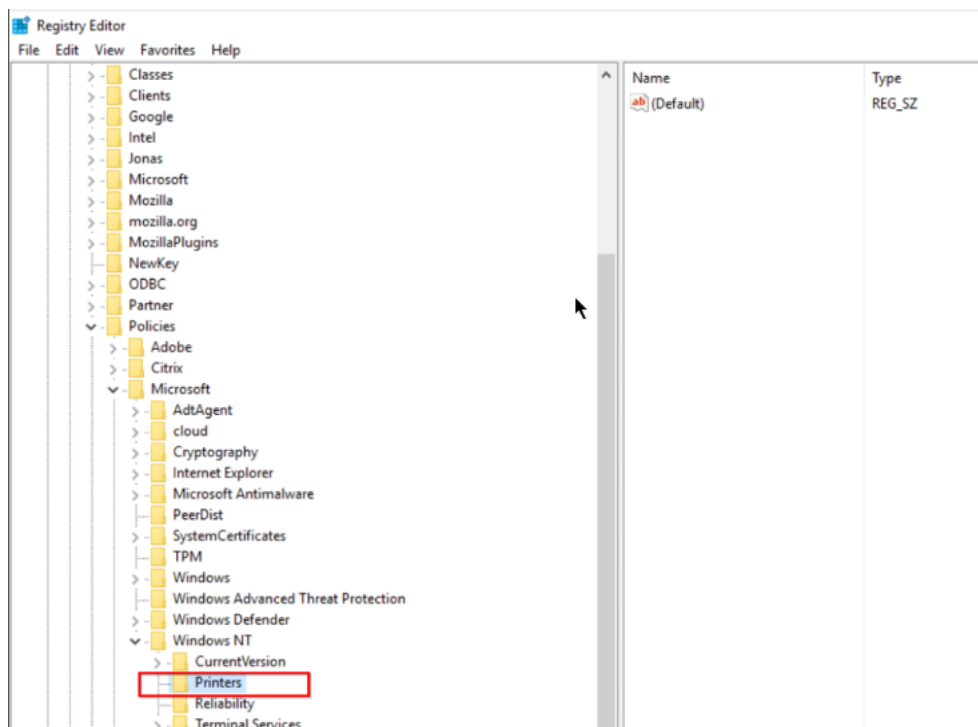 Registry Editor
File Edit View Favorites Help
Name Type
(Default) REG_SZ
Classes
Clients
Google
Intel
Jonas
Microsoft
Mozilla
mozilla.org
MozillaPlugins
NewKey
ODBC
Partner
Policies
Adobe
Citrix
Microsoft
AdtAgent
cloud
Cryptography
Internet Explorer
Microsoft Antimalware
PeerDist
SystemCertificates
TPM
Windows
Windows Advanced Threat Protection
Windows Defender
Windows NT
CurrentVersion
Printers
Reliability
Terminal Services